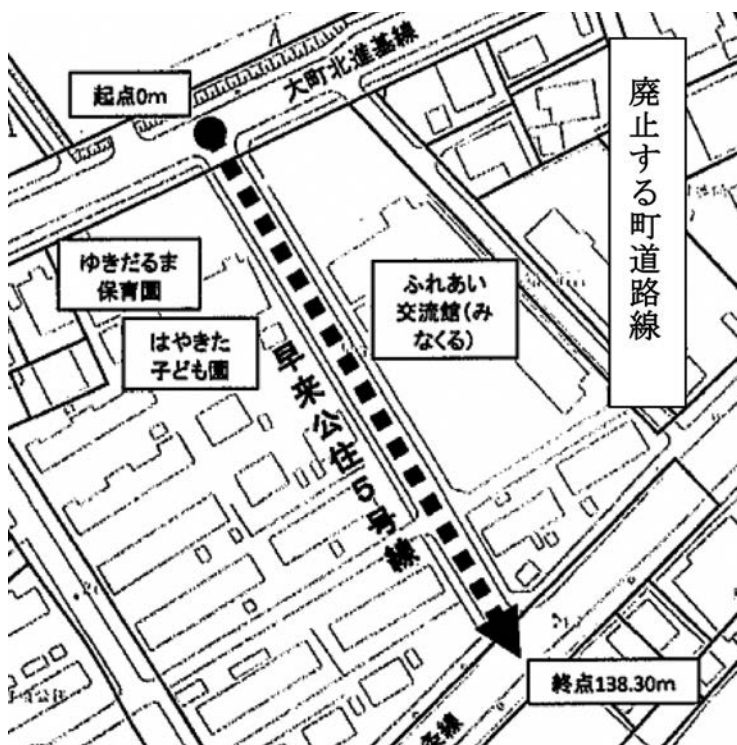 廃止する町道路線
大町北進基線
起点0m
ゆきだるま
保育園
はやきた
子ども園
ふれあい
交流館(み
なくる)
早来公住5号線
終点138.30m
条線